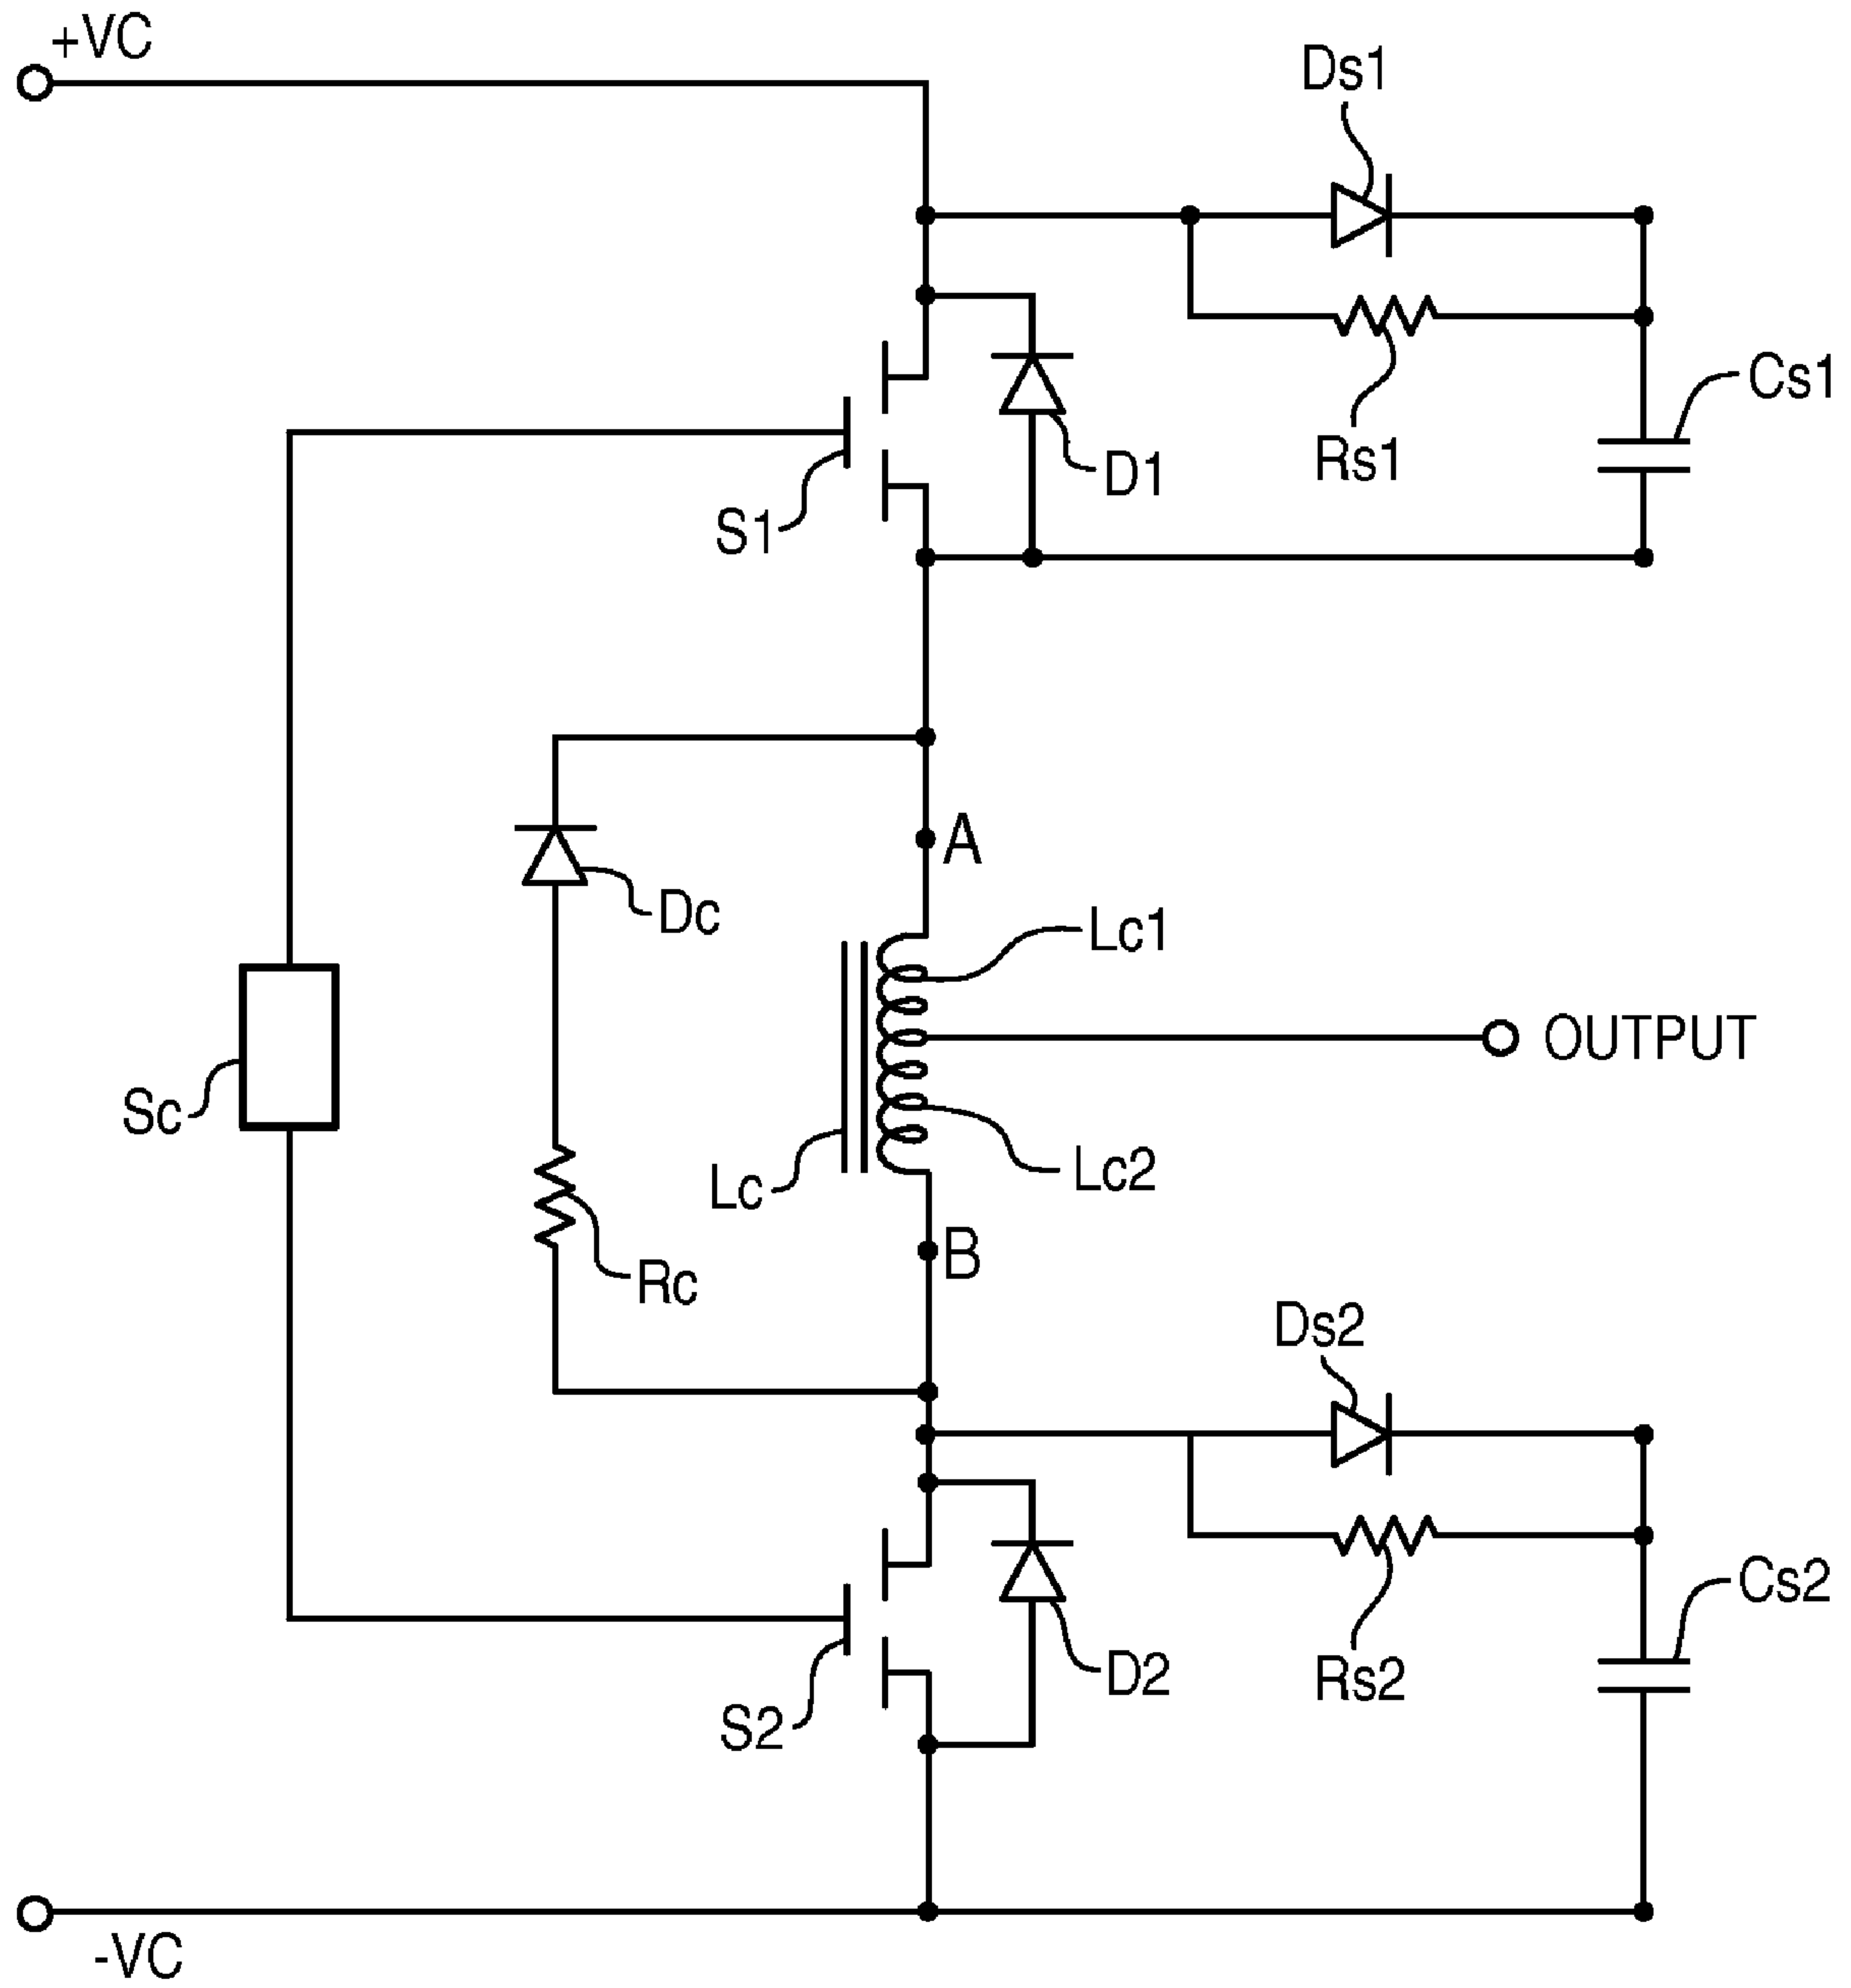 +VC
Ds1
Cs1
Rs1
D1
S1
A
Dc
Lc1
OUTPUT
Sc
Lc2
Lc
B
Rc
Ds2
Cs2
D2
Rs2
S2
-VC